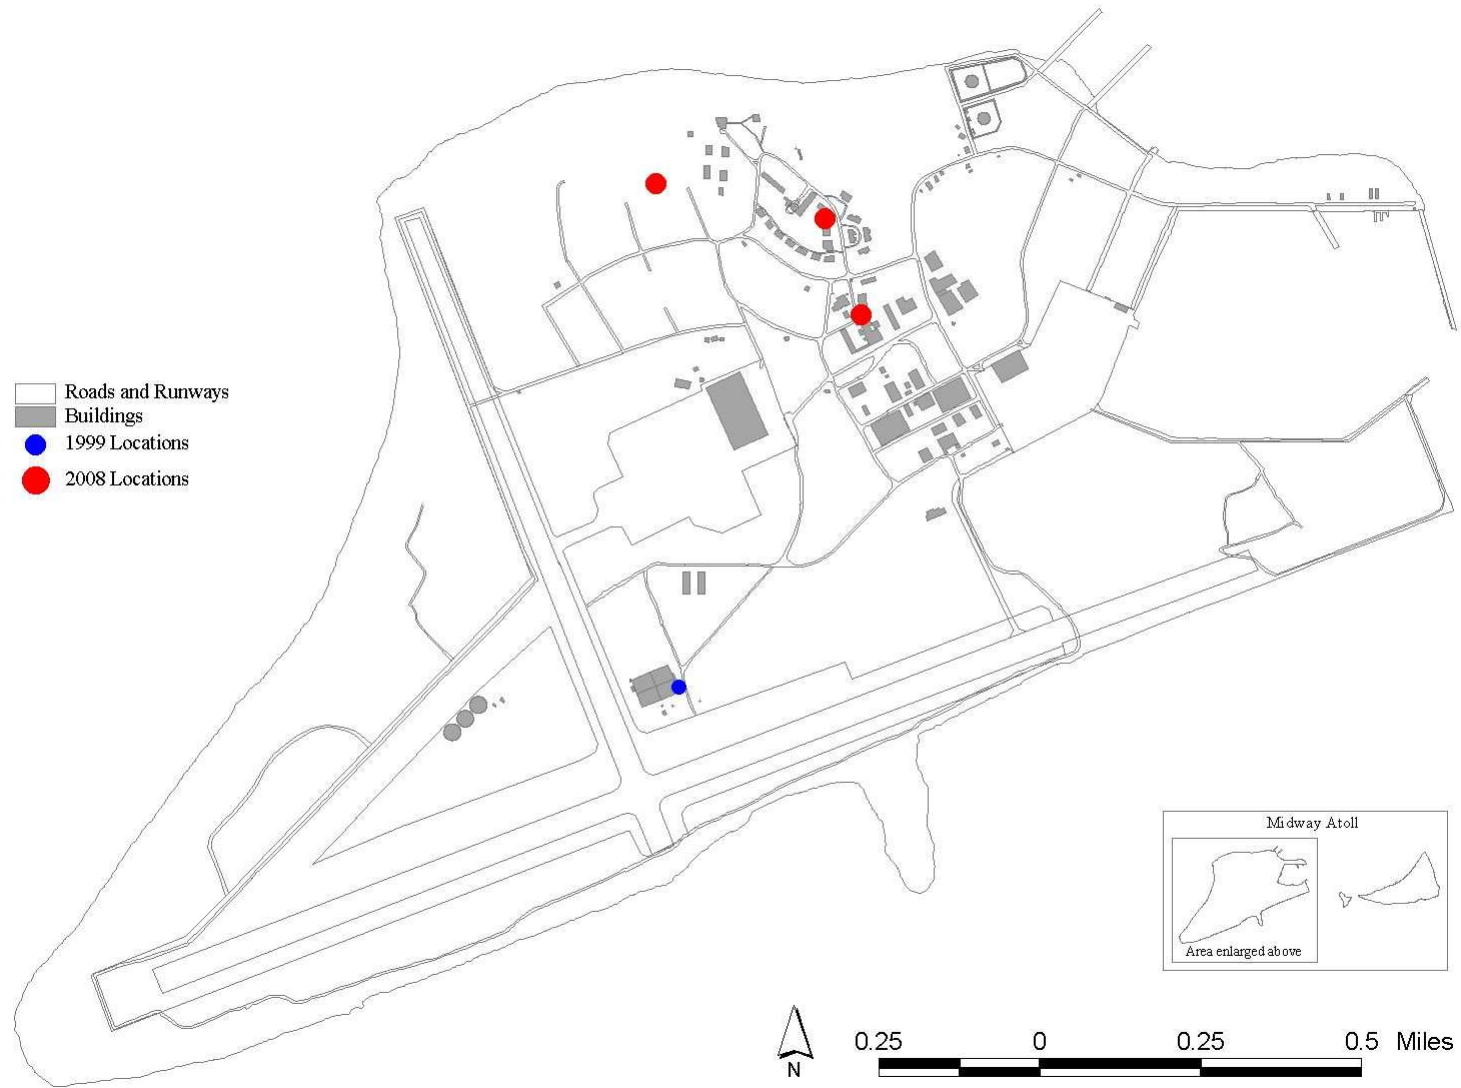 Roads and Runways
Buildings
1999 Locations
2008 Locations
Midway Atoll
Area enlarged above
N
0.25 0 0.25 0.5 Miles